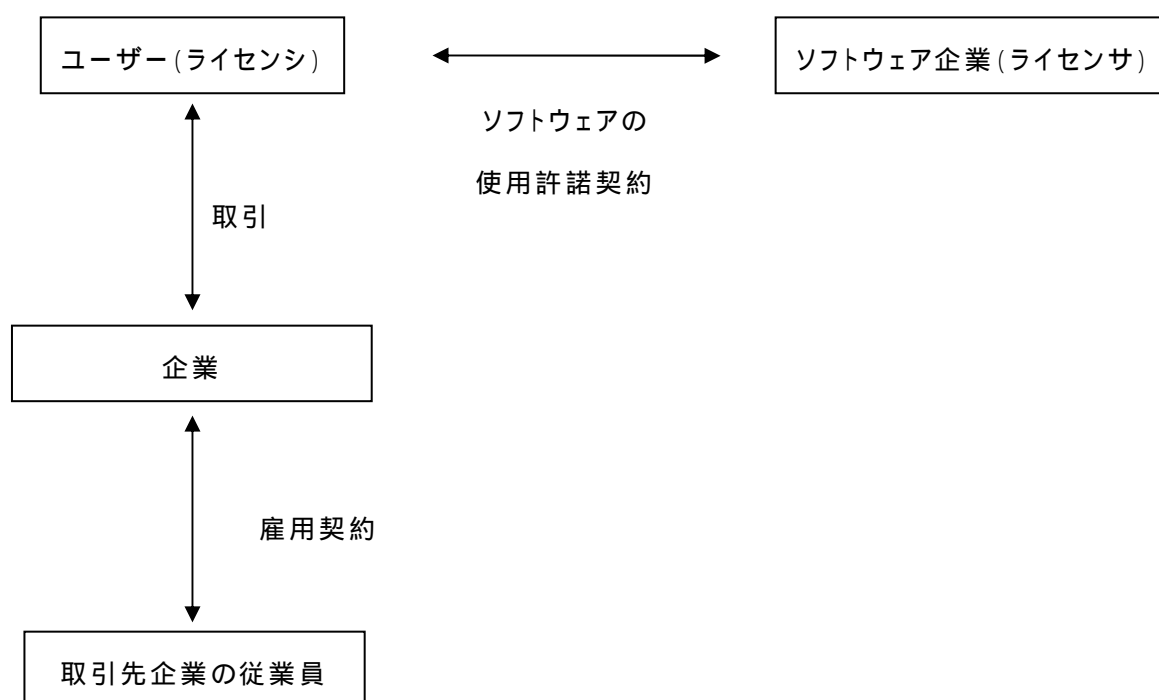 ユーザー(ライセンシ)
ソフトウェア企業(ライセンサ)
ソフトウェアの
使用許諾契約
取引
企業
雇用契約
取引先企業の従業員